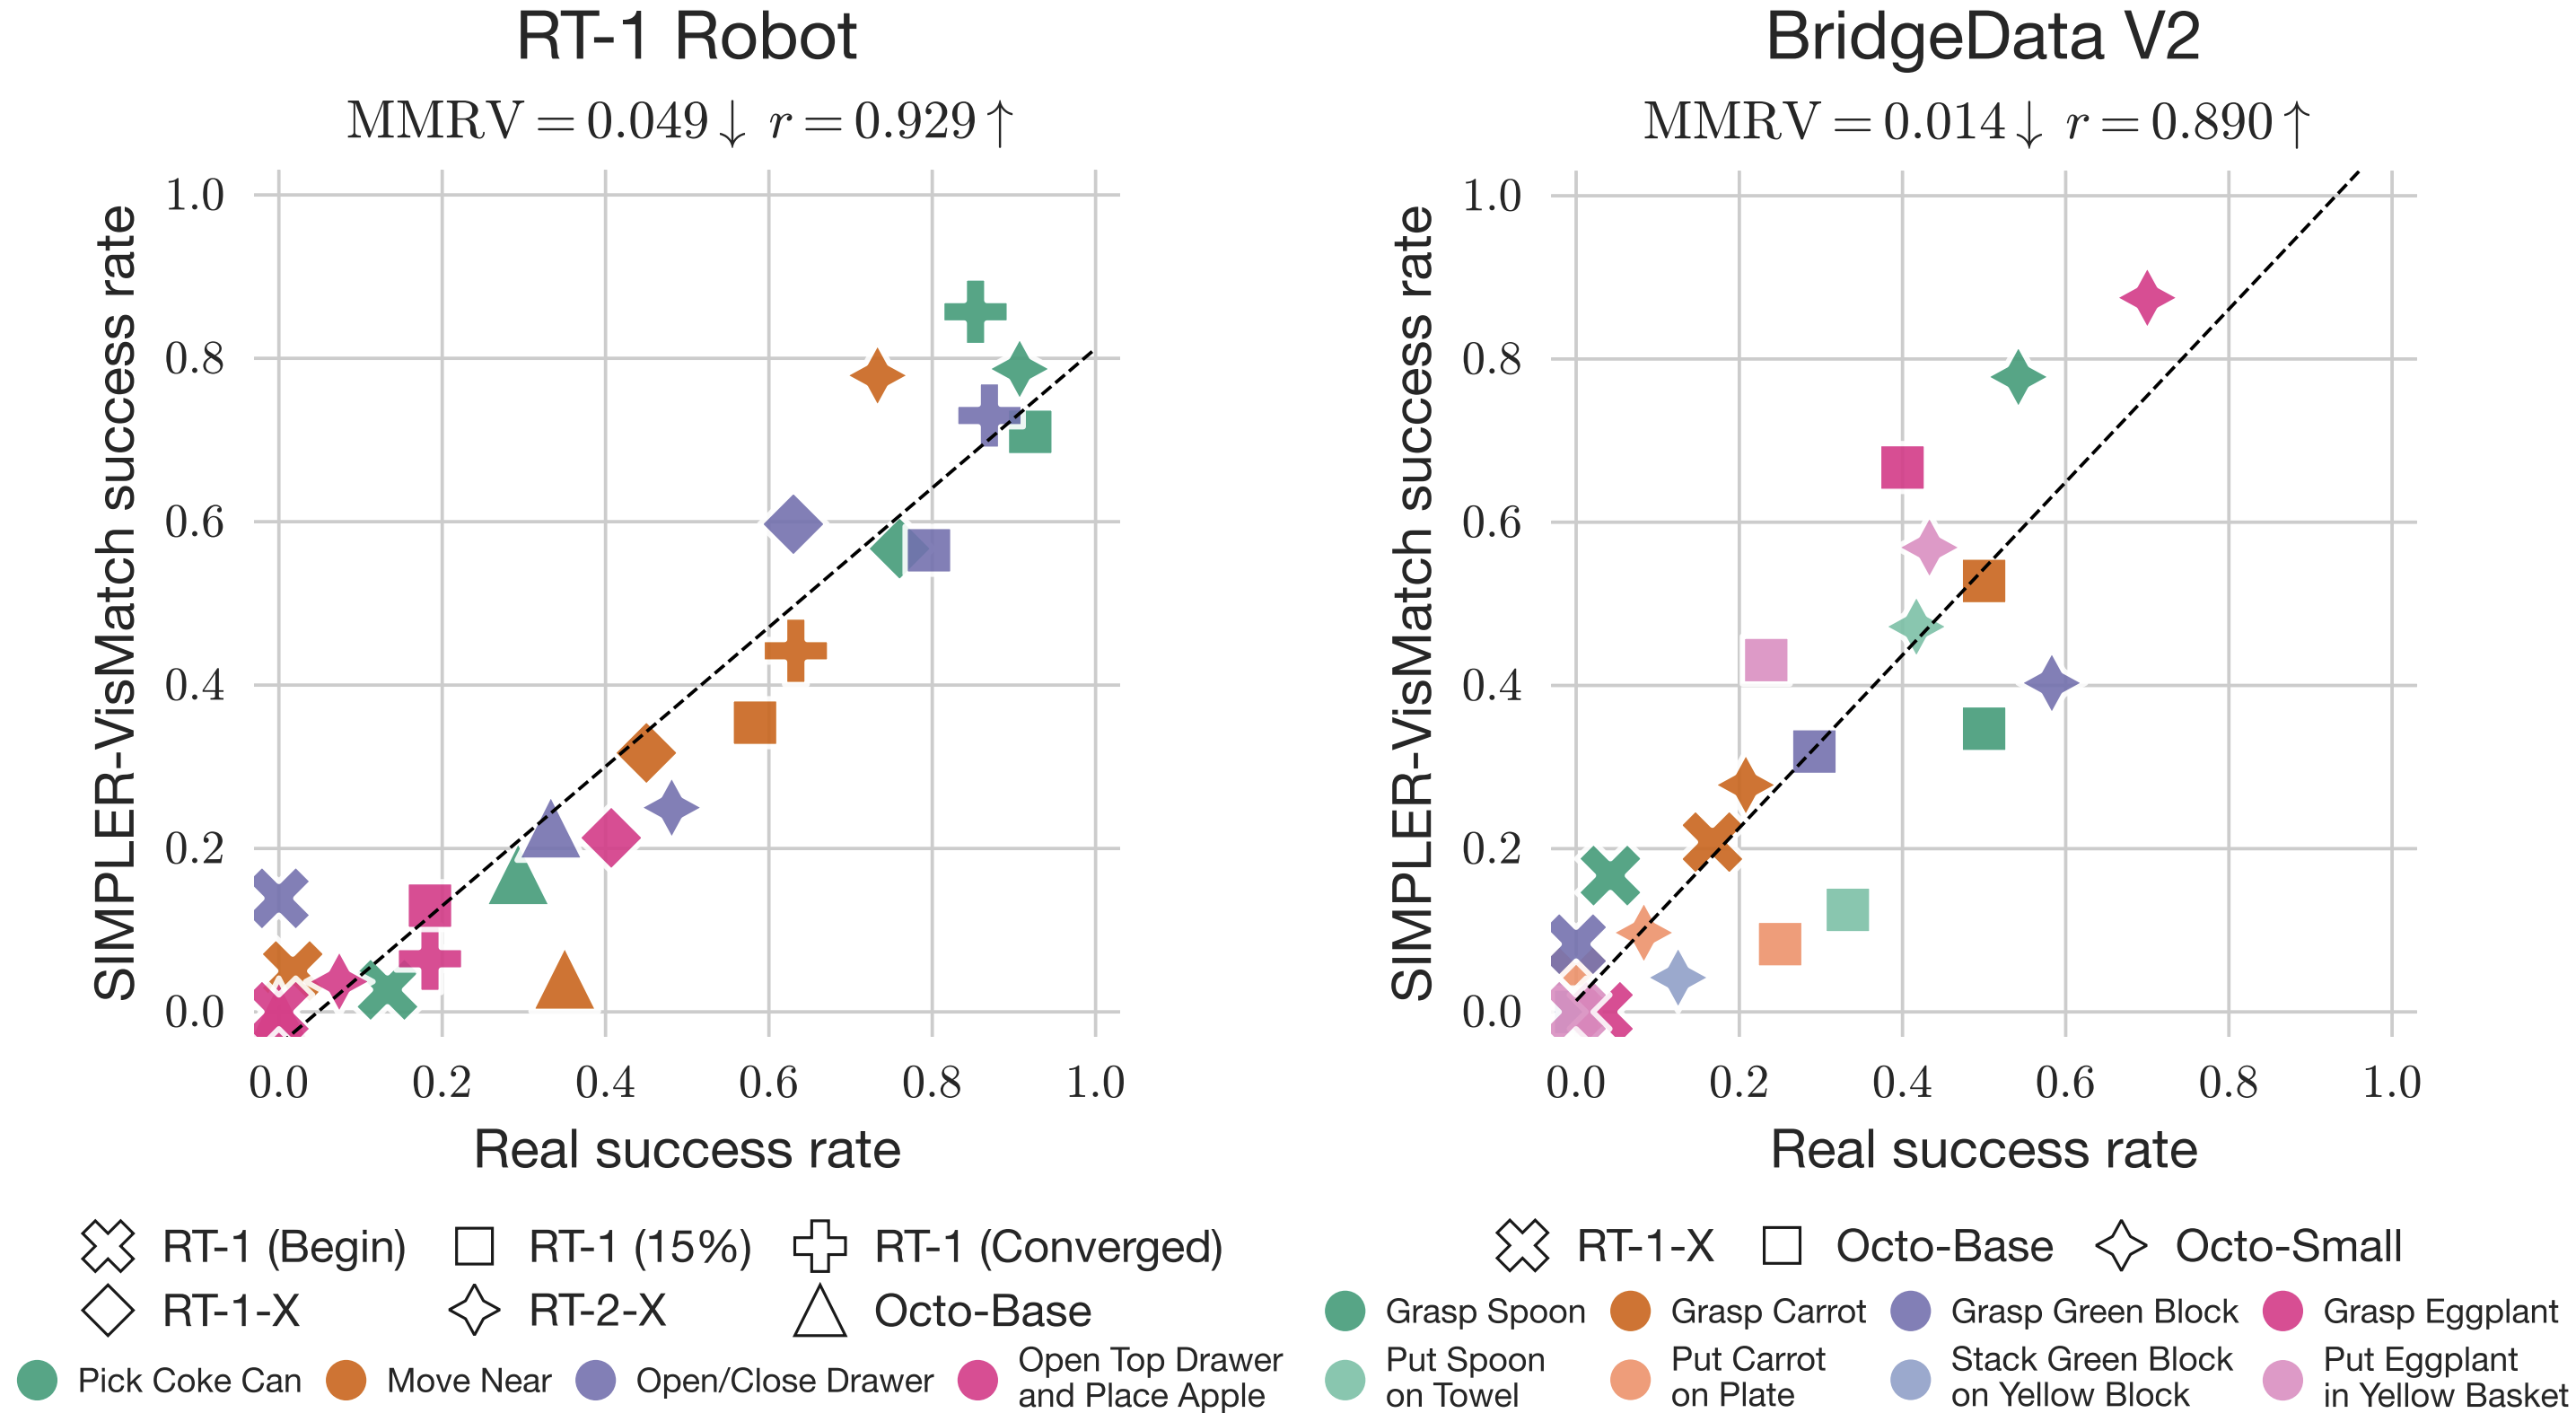 RT-1 Robot
MMRV = 0.049↓ r = 0.929↑
SIMPLER-VisMatch success rate
1.0
0.8
0.6
0.4
0.2
0.0
0.0 0.2 0.4 0.6 0.8 1.0
Real success rate
RT-1 (Begin) RT-1 (15%) RT-1 (Converged)
RT-1-X RT-2-X Octo-Base
Pick Coke Can Move Near Open/Close Drawer Open Top Drawer
and Place Apple
BridgeData V2
MMRV = 0.014↓ r = 0.890↑
SIMPLER-VisMatch success rate
1.0
0.8
0.6
0.4
0.2
0.0
0.0 0.2 0.4 0.6 0.8 1.0
Real success rate
RT-1-X Octo-Base Octo-Small
Grasp Spoon Grasp Carrot Grasp Green Block Grasp Eggplant
Put Spoon
on Towel
Put Carrot
on Plate
Stack Green Block
on Yellow Block
Put Eggplant
in Yellow Basket